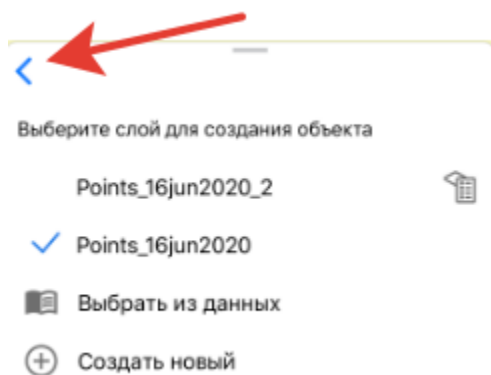 Выберите слой для создания объекта
Points_16jun2020_2
Points_16jun2020
Выбрать из данных
Создать новый